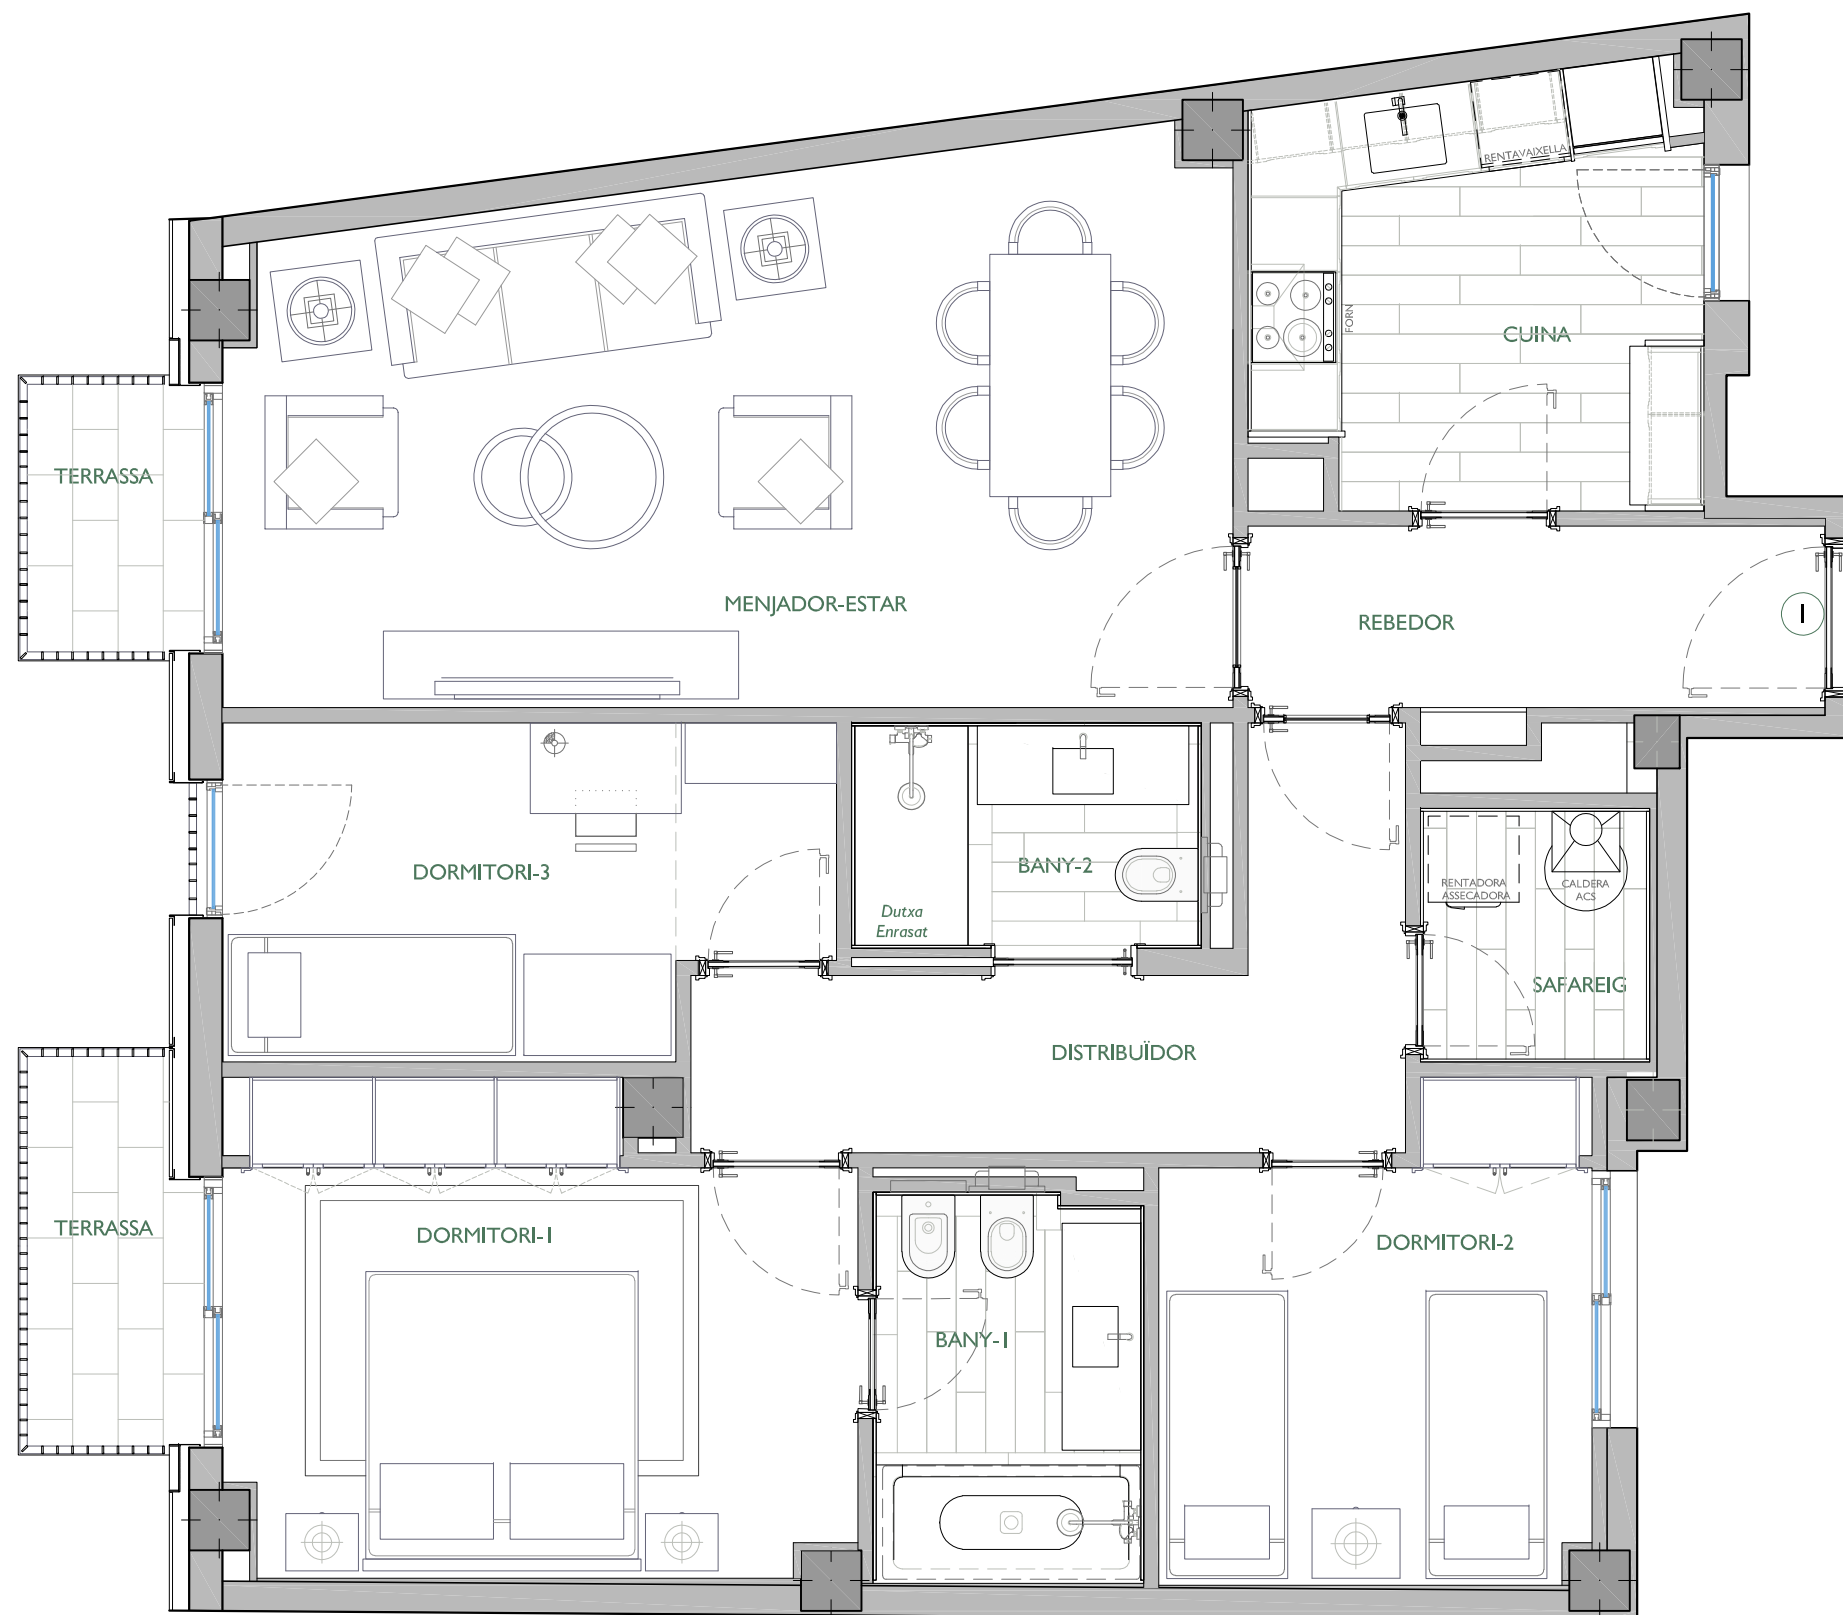 RENTAVAIXELLA
FORN
CUINA
TERRASSA
MENJADOR-ESTAR
REBEDOR
1
DORMITORI-3
BANY-2
Dutxa
Enrasat
RENTADORA
ASSECADORA
CALDERA
ACS
SAFAREIG
DISTRIBUÏDOR
TERRASSA
DORMITORI-1
BANY-1
DORMITORI-2